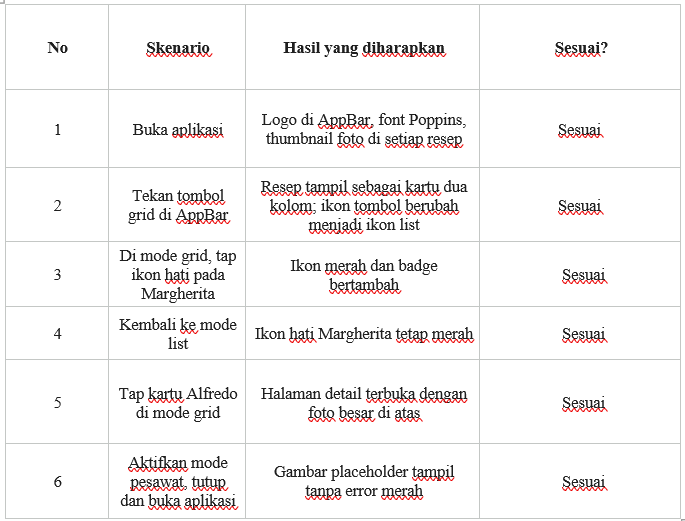 No Skenario Hasil yang diharapkan Sesuai?
1 Buka aplikasi Logo di AppBar, font Poppins,
thumbnail foto di setiap resep Sesuai
2 Tekan tombol
grid di AppBar Resep tampil sebagai kartu dua
kolom; ikon tombol berubah
menjadi ikon list Sesuai
3 Di mode grid, tap
ikon hati pada
Margherita Ikon merah dan badge
bertambah Sesuai
4 Kembali ke mode
list Ikon hati Margherita tetap merah Sesuai
5 Tap kartu Alfredo
di mode grid Halaman detail terbuka dengan
foto besar di atas Sesuai
6 Aktifkan mode
pesawat, tutup
dan buka aplikasi Gambar placeholder tampil
tanpa error merah Sesuai